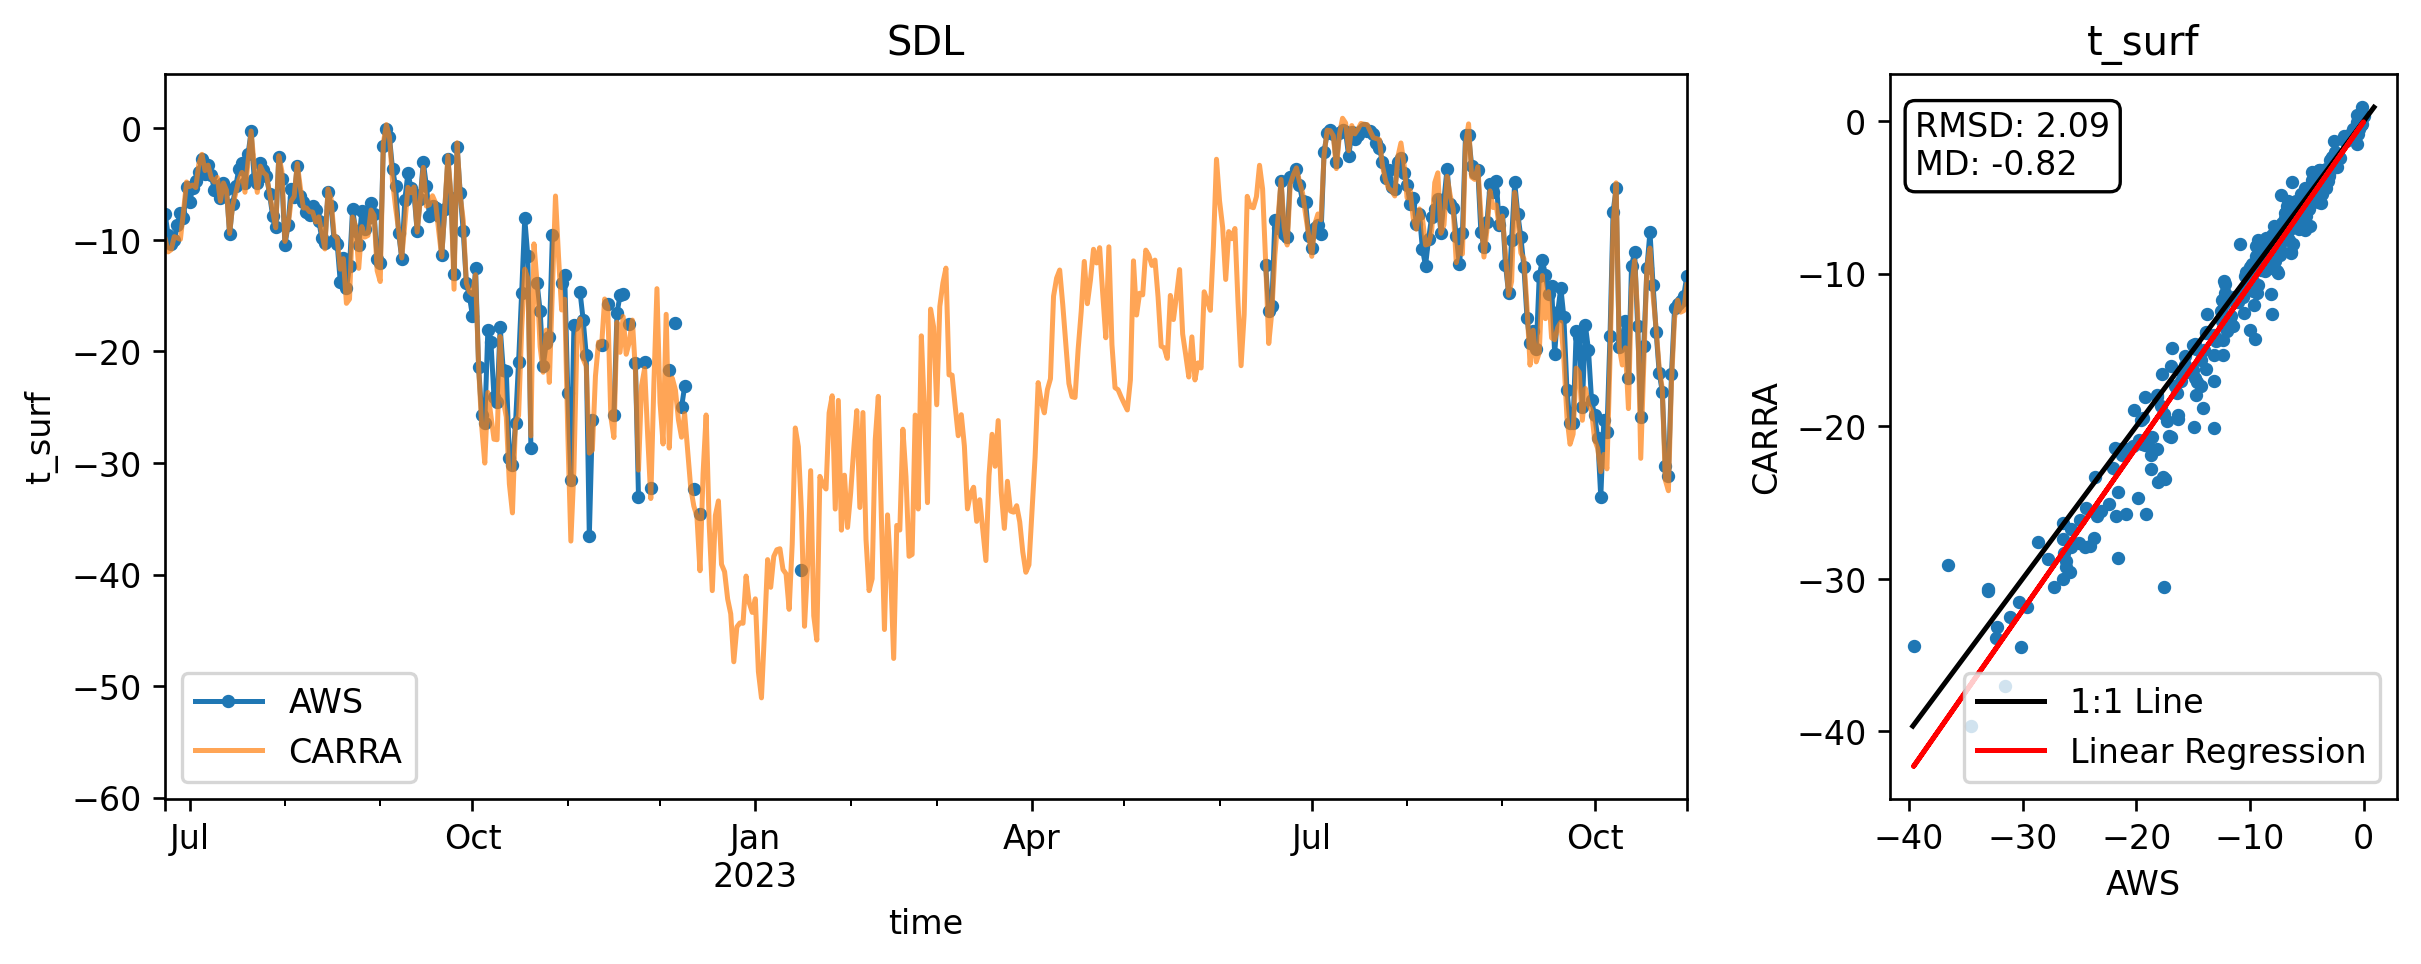 SDL
t_surf
0
−10
−20
−30
−40
−50
−60
AWS
CARRA
Jul
Oct
Jan
2023
Apr
Jul
Oct
time
t_surf
CARRA
0
−10
−20
−30
−40
RMSD: 2.09
MD: -0.82
1:1 Line
Linear Regression
−40
−30
−20
−10
0
AWS